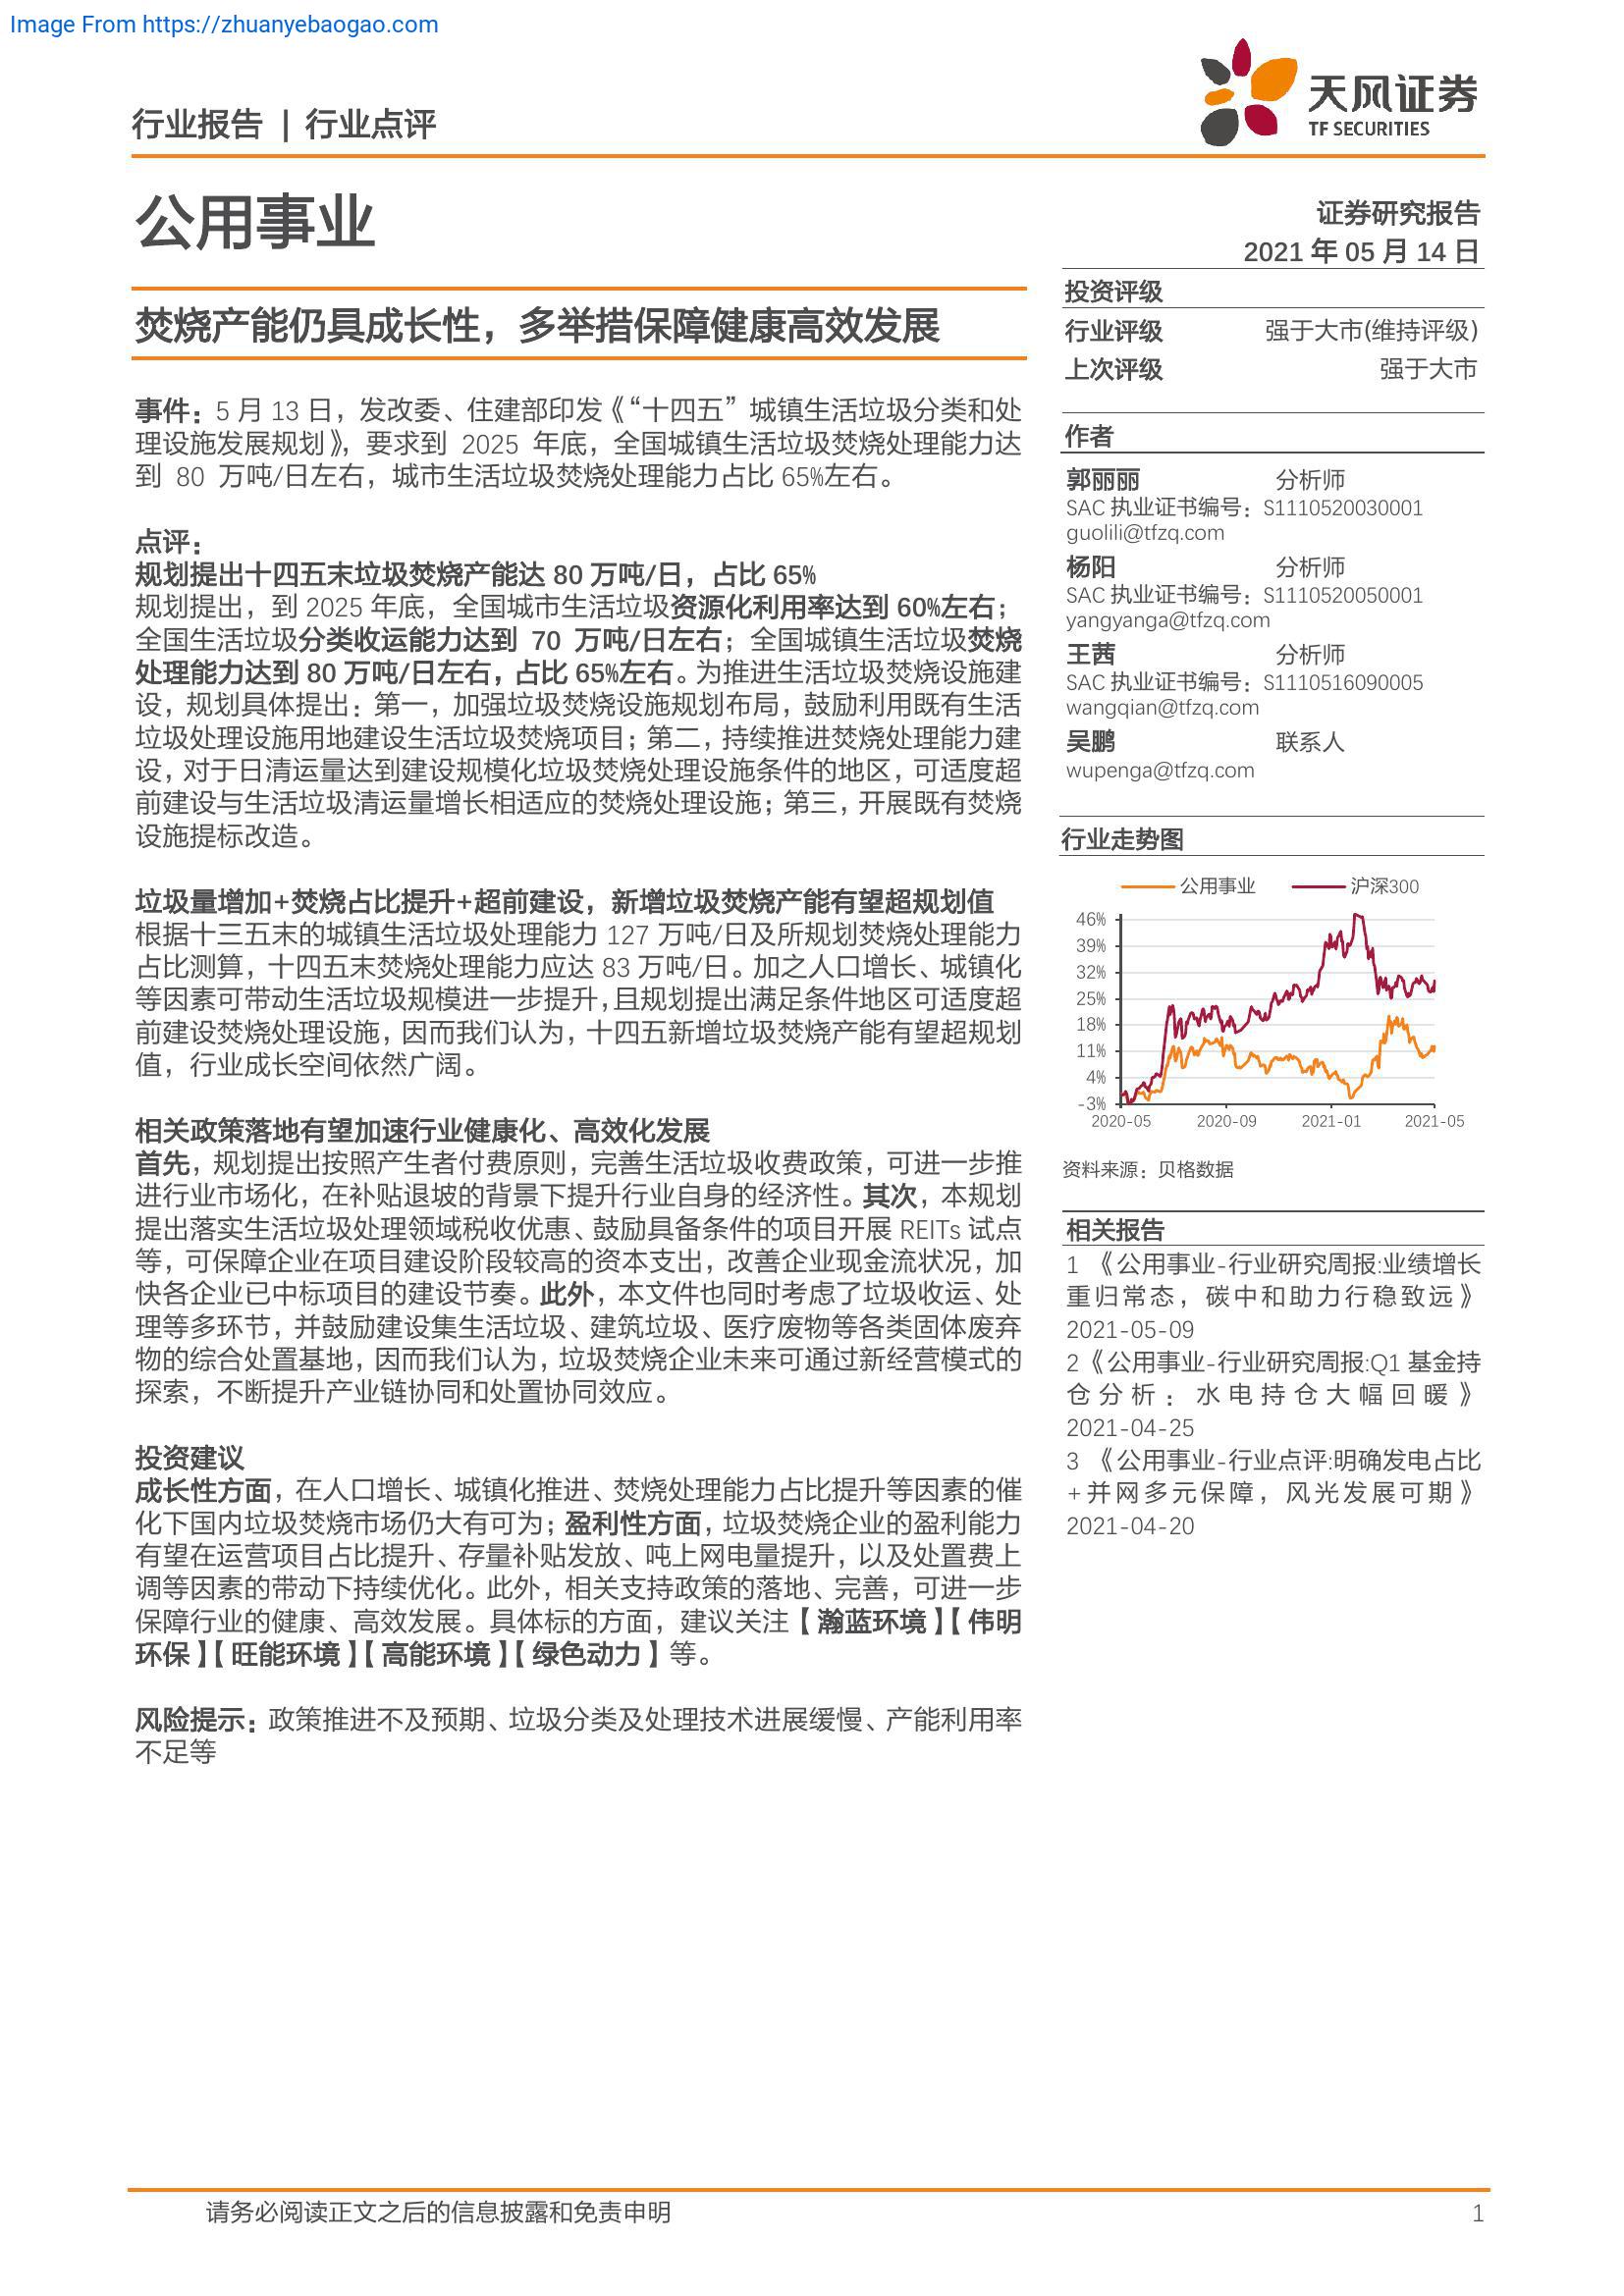 Image From https://zhuanyebaogao.com
天风证券
TF SECURITIES
行业报告 | 行业点评
公用事业
证券研究报告
2021 年 05 月 14 日
焚烧产能仍具成长性，多举措保障健康高效发展
事件：5 月 13 日，发改委、住建部印发《“十四五”城镇生活垃圾分类和处
理设施发展规划》，要求到 2025 年底，全国城镇生活垃圾焚烧处理能力达
到 80 万吨/日左右，城市生活垃圾焚烧处理能力占比 65%左右。
点评：
规划提出十四五末垃圾焚烧产能达 80 万吨/日，占比 65%
规划提出，到 2025 年底，全国城市生活垃圾资源化利用率达到 60%左右；
全国生活垃圾分类收运能力达到 70 万吨/日左右；全国城镇生活垃圾焚烧
处理能力达到 80 万吨/日左右，占比 65%左右。为推进生活垃圾焚烧设施建
设，规划具体提出：第一，加强垃圾焚烧设施规划布局，鼓励利用既有生活
垃圾处理设施用地建设生活垃圾焚烧项目；第二，持续推进焚烧处理能力建
设，对于日清运量达到建设规模化垃圾焚烧处理设施条件的地区，可适度超
前建设与生活垃圾清运量增长相适应的焚烧处理设施；第三，开展既有焚烧
设施提标改造。
垃圾量增加+焚烧占比提升+超前建设，新增垃圾焚烧产能有望超规划值
根据十三五末的城镇生活垃圾处理能力 127 万吨/日及所规划焚烧处理能力
占比测算，十四五末焚烧处理能力应达 83 万吨/日。加之人口增长、城镇化
等因素可带动生活垃圾规模进一步提升，且规划提出满足条件地区可适度超
前建设焚烧处理设施，因而我们认为，十四五新增垃圾焚烧产能有望超规划
值，行业成长空间依然广阔。
相关政策落地有望加速行业健康化、高效化发展
首先，规划提出按照产生者付费原则，完善生活垃圾收费政策，可进一步推
进行业市场化，在补贴退坡的背景下提升行业自身的经济性。其次，本规划
提出落实生活垃圾处理领域税收优惠、鼓励具备条件的项目开展 REITs 试点
等，可保障企业在项目建设阶段较高的资本支出，改善企业现金流状况，加
快各企业已中标项目的建设节奏。此外，本文件也同时考虑了垃圾收运、处
理等多环节，并鼓励建设集生活垃圾、建筑垃圾、医疗废物等各类固体废弃
物的综合处置基地，因而我们认为，垃圾焚烧企业未来可通过新经营模式的
探索，不断提升产业链协同和处置协同效应。
投资建议
成长性方面，在人口增长、城镇化推进、焚烧处理能力占比提升等因素的催
化下国内垃圾焚烧市场仍大有可为；盈利性方面，垃圾焚烧企业的盈利能力
有望在运营项目占比提升、存量补贴发放、吨上网电量提升，以及处置费上
调等因素的带动下持续优化。此外，相关支持政策的落地、完善，可进一步
保障行业的健康、高效发展。具体标的方面，建议关注【瀚蓝环境】【伟明
环保】【旺能环境】【高能环境】【绿色动力】等。
风险提示：政策推进不及预期、垃圾分类及处理技术进展缓慢、产能利用率
不足等
投资评级
行业评级 强于大市(维持评级)
上次评级 强于大市
作者
郭丽丽 分析师
SAC 执业证书编号：S1110520030001
guolili@tfzq.com
杨阳 分析师
SAC 执业证书编号：S1110520050001
yangyanga@tfzq.com
王茜 分析师
SAC 执业证书编号：S1110516090005
wangqian@tfzq.com
吴鹏 联系人
wupenga@tfzq.com
行业走势图
公用事业 沪深300
46%
39%
32%
25%
18%
11%
4%
-3%
2020-05 2020-09 2021-01 2021-05
资料来源：贝格数据
相关报告
1 《公用事业-行业研究周报:业绩增长
重归常态，碳中和助力行稳致远》
2021-05-09
2《公用事业-行业研究周报:Q1 基金持
仓分析：水电持仓大幅回暖》
2021-04-25
3 《公用事业-行业点评:明确发电占比
+并网多元保障，风光发展可期》
2021-04-20
请务必阅读正文之后的信息披露和免责申明 1